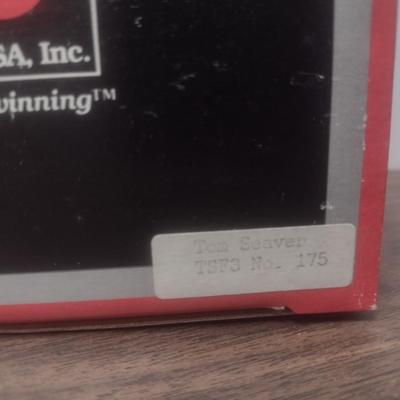 SA, Inc.
winning™
Tom Seaver
TSF3 No. 175